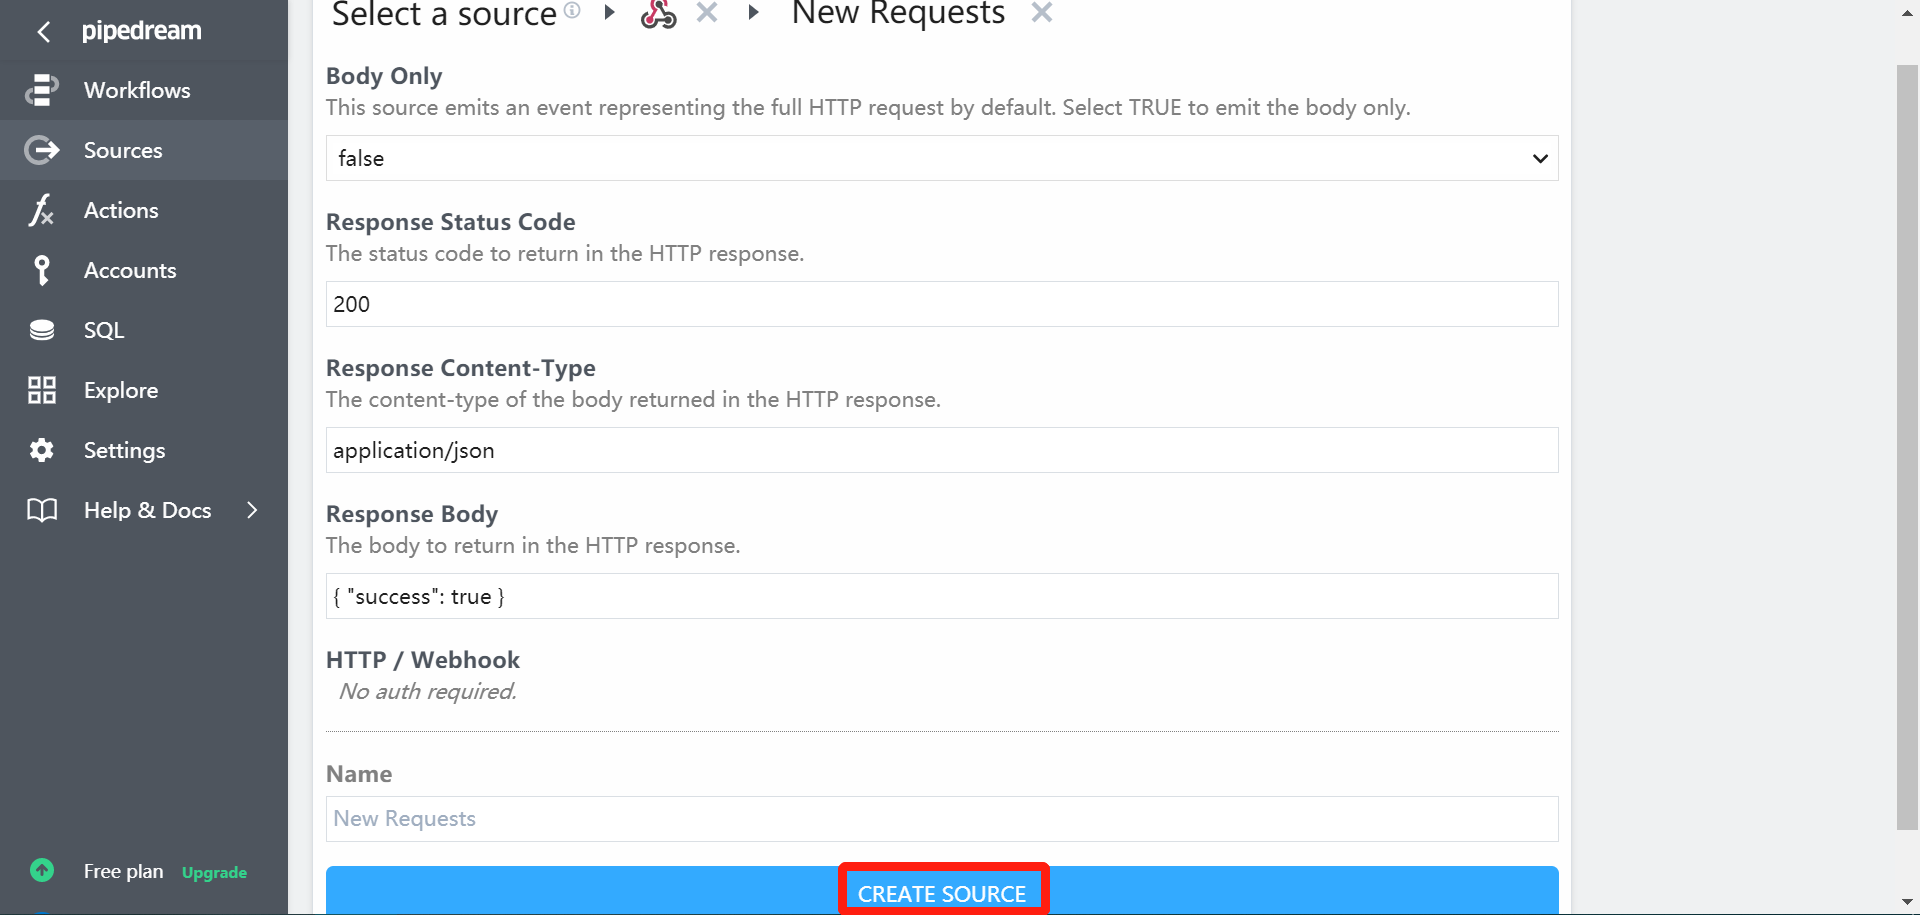 pipedream
Workflows
Sources
Actions
Accounts
SQL
Explore
Settings
Help & Docs
Free plan Upgrade
Select a source New Requests
Body Only
This source emits an event representing the full HTTP request by default. Select TRUE to emit the body only.
false
Response Status Code
The status code to return in the HTTP response.
200
Response Content-Type
The content-type of the body returned in the HTTP response.
application/json
Response Body
The body to return in the HTTP response.
{ "success": true }
HTTP / Webhook
No auth required.
Name
New Requests
CREATE SOURCE